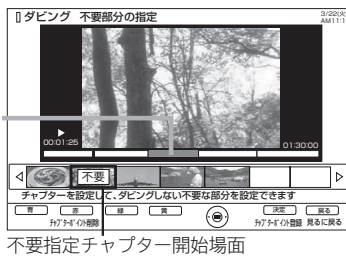 ダビング 不要部分の指定
3/22(火
AM11:1
00:01:25
01:30:00
不要
チャプターを設定して、ダビングしない不要な部分を設定できます
青 赤 緑 黄 決定 戻る
ﾁｬﾌﾟﾀｰﾎﾟｲﾝﾄ削除 ﾁｬﾌﾟﾀｰﾎﾟｲﾝﾄ登録 見るに戻る
不要指定チャプター開始場面